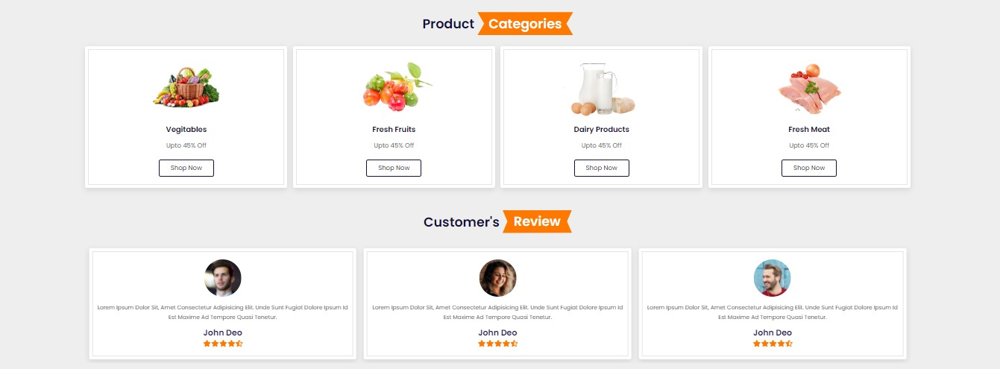 Product Categories
Vegitables
Upto 45% Off
Shop Now
Fresh Fruits
Upto 45% Off
Shop Now
Dairy Products
Upto 45% Off
Shop Now
Fresh Meat
Upto 45% Off
Shop Now
Customer's Review
Lorem Ipsum Dolor Sit, Amet Consectetur Adipisicing Elit. Unde Sunt Fugiat Dolore Ipsum Id
Est Maxime Ad Tempore Quasi Tenetur.
John Deo
Lorem Ipsum Dolor Sit, Amet Consectetur Adipisicing Elit. Unde Sunt Fugiat Dolore Ipsum Id
Est Maxime Ad Tempore Quasi Tenetur.
John Deo
Lorem Ipsum Dolor Sit, Amet Consectetur Adipisicing Elit. Unde Sunt Fugiat Dolore Ipsum Id
Est Maxime Ad Tempore Quasi Tenetur.
John Deo